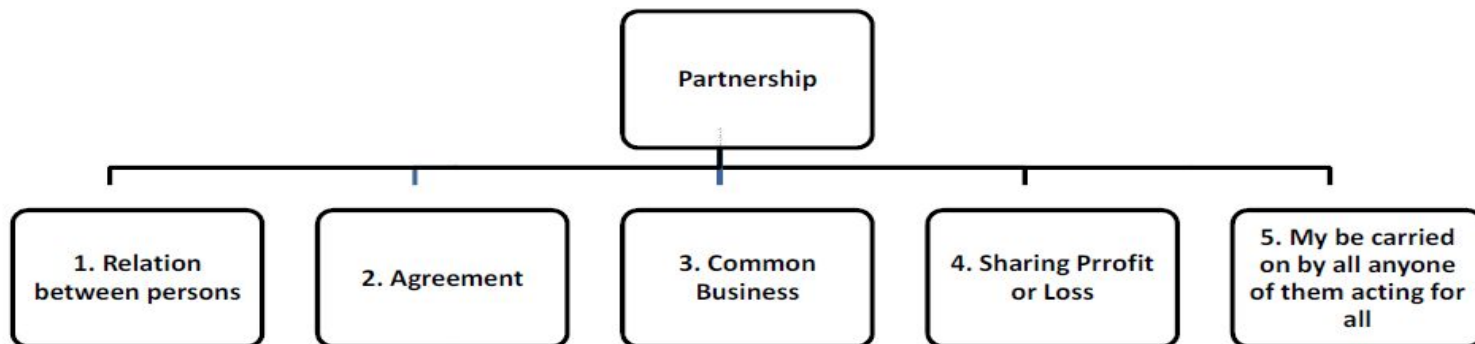 Partnership
1. Relation
between persons
2. Agreement
3. Common
Business
4. Sharing Prrofit
or Loss
5. My be carried
on by all anyone
of them acting for
all